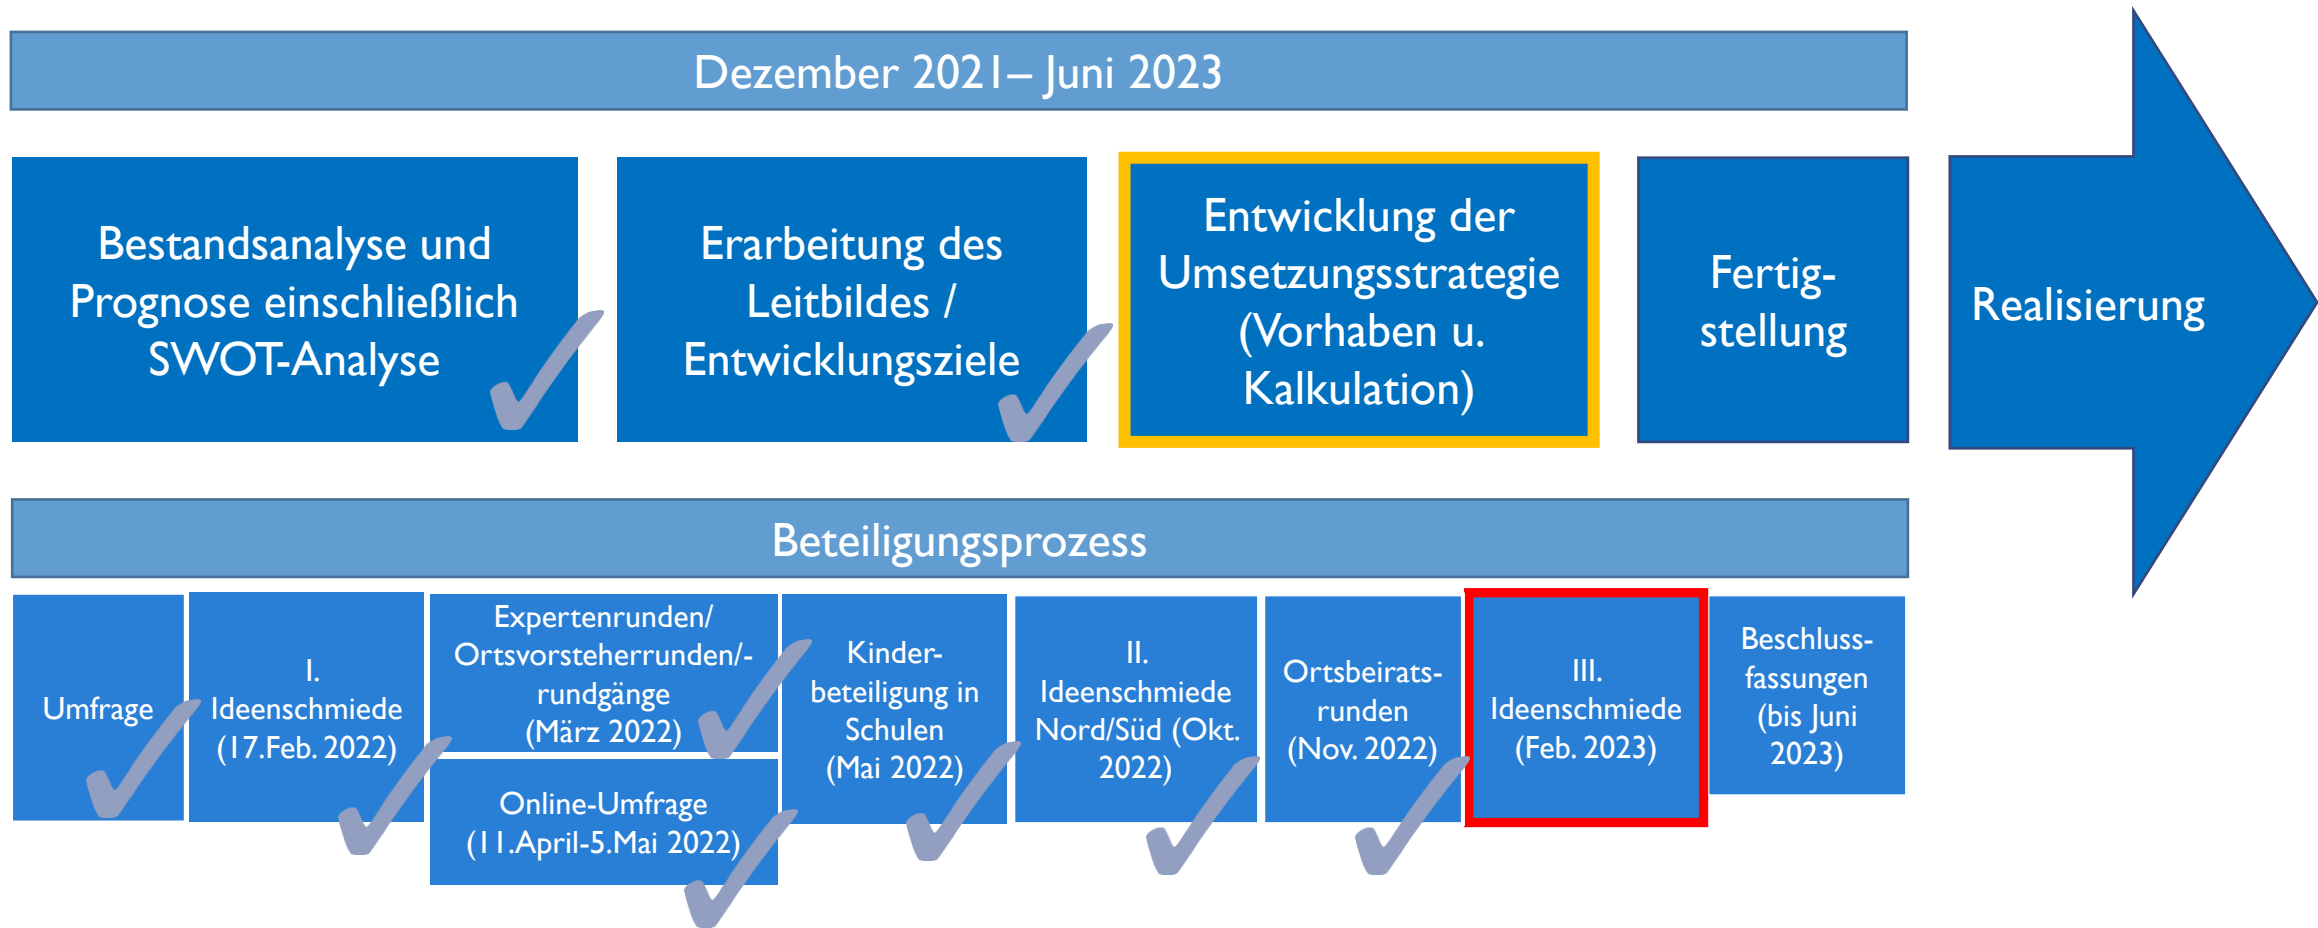 Dezember 2021– Juni 2023
Bestandsanalyse und
Prognose einschließlich
SWOT-Analyse
Erarbeitung des
Leitbildes /
Entwicklungsziele
Entwicklung der
Umsetzungsstrategie
(Vorhaben u.
Kalkulation)
Fertig-
stellung
Realisierung
Beteiligungsprozess
Umfrage
I.
Ideenschmiede
(17.Feb. 2022)
Expertenrunden/
Ortsvorsteherrunden/-
rundgänge
(März 2022)
Online-Umfrage
(11.April-5.Mai 2022)
Kinder-
beteiligung in
Schulen
(Mai 2022)
II.
Ideenschmiede
Nord/Süd (Okt.
2022)
Ortsbeirats-
runden
(Nov. 2022)
III.
Ideenschmiede
(Feb. 2023)
Beschluss-
fassungen
(bis Juni
2023)